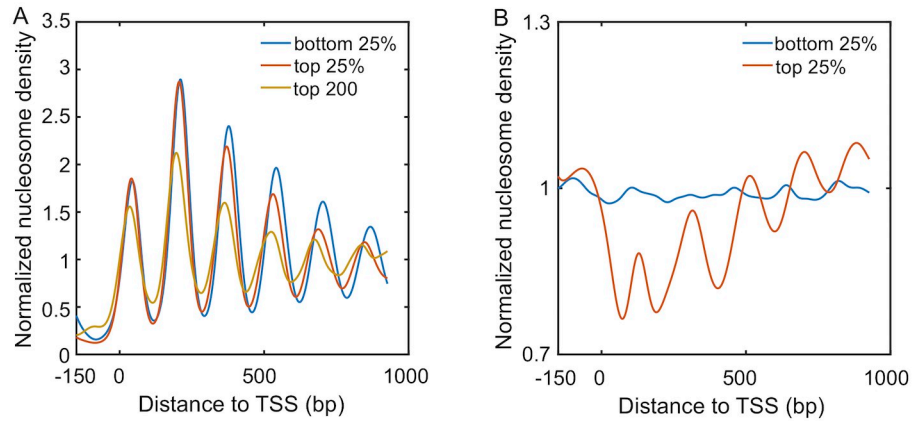 A
Normalized nucleosome density
3.5
3
2.5
2
1.5
1
0.5
0
-150 0 500 1000
Distance to TSS (bp)
bottom 25%
top 25%
top 200
B
Normalized nucleosome density
1.3
1
0.7
-150 0 500 1000
Distance to TSS (bp)
bottom 25%
top 25%